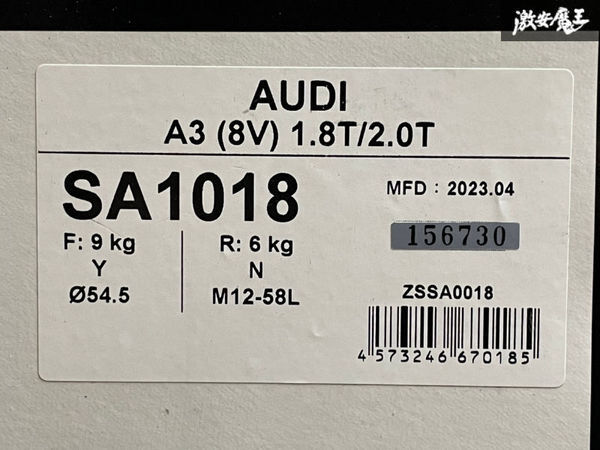 激安魔王
AUDI
A3 (8V) 1.8T/2.0T
SA1018
MFD : 2023.04
F: 9 kg
R: 6 kg
156730
Y
N
Ø54.5
M12-58L
ZSSA0018
4 573246 670185